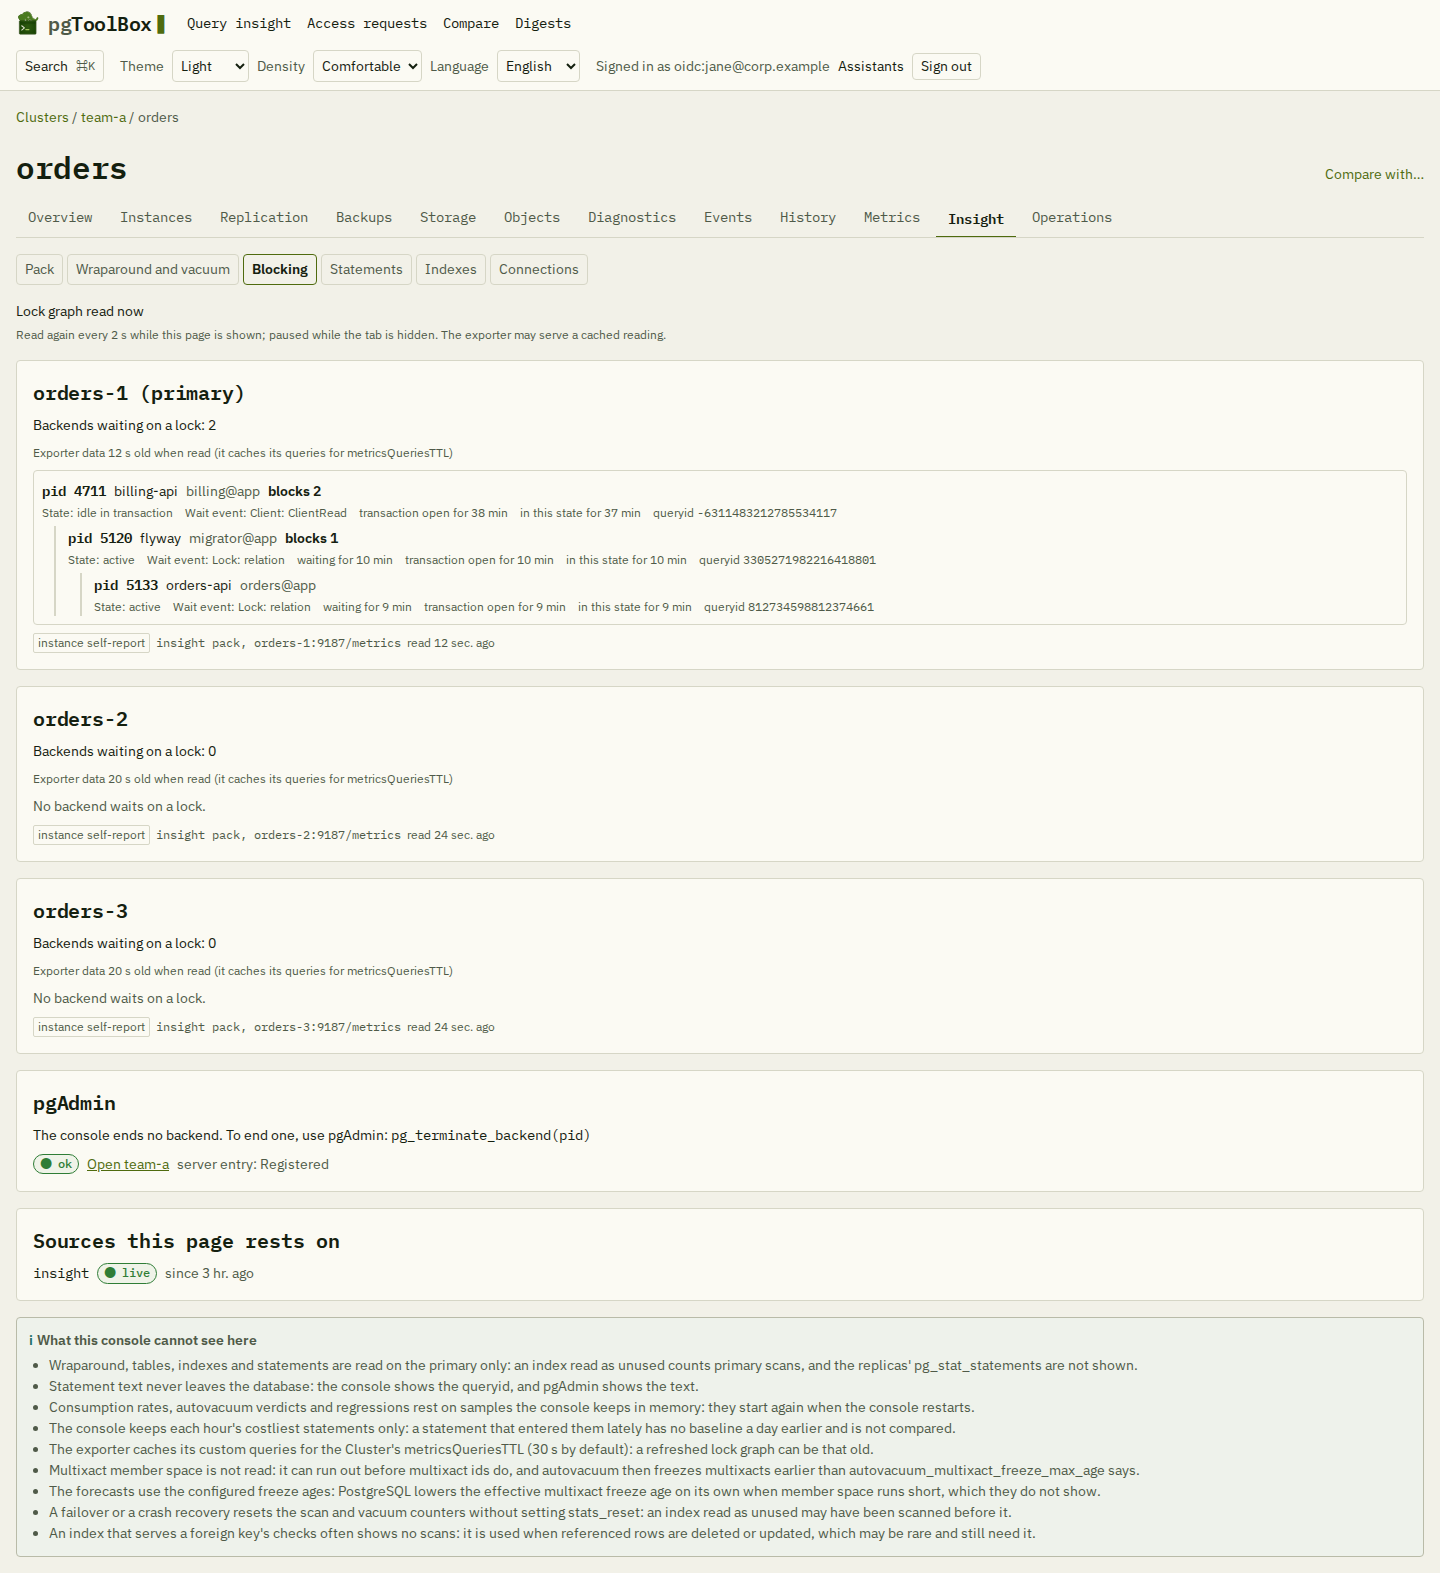 pgToolBox Query insight Access requests Compare Digests
Search ⌘K Theme Light Density Comfortable Language English Signed in as oidc:jane@corp.example Assistants Sign out
Clusters / team-a / orders
orders
Compare with…
Overview Instances Replication Backups Storage Objects Diagnostics Events History Metrics Insight Operations
Pack Wraparound and vacuum Blocking Statements Indexes Connections
Lock graph read now
Read again every 2 s while this page is shown; paused while the tab is hidden. The exporter may serve a cached reading.
orders-1 (primary)
Backends waiting on a lock: 2
Exporter data 12 s old when read (it caches its queries for metricsQueriesTTL)
pid 4711 billing-api billing@app blocks 2
State: idle in transaction Wait event: Client: ClientRead transaction open for 38 min in this state for 37 min queryid -6311483212785534117
pid 5120 flyway migrator@app blocks 1
State: active Wait event: Lock: relation waiting for 10 min transaction open for 10 min in this state for 10 min queryid 3305271982216418801
pid 5133 orders-api orders@app
State: active Wait event: Lock: relation waiting for 9 min transaction open for 9 min in this state for 9 min queryid 812734598812374661
instance self-report insight pack, orders-1:9187/metrics read 12 sec. ago
orders-2
Backends waiting on a lock: 0
Exporter data 20 s old when read (it caches its queries for metricsQueriesTTL)
No backend waits on a lock.
instance self-report insight pack, orders-2:9187/metrics read 24 sec. ago
orders-3
Backends waiting on a lock: 0
Exporter data 20 s old when read (it caches its queries for metricsQueriesTTL)
No backend waits on a lock.
instance self-report insight pack, orders-3:9187/metrics read 24 sec. ago
pgAdmin
The console ends no backend. To end one, use pgAdmin: pg_terminate_backend(pid)
ok Open team-a server entry: Registered
Sources this page rests on
insight live since 3 hr. ago
i What this console cannot see here
• Wraparound, tables, indexes and statements are read on the primary only: an index read as unused counts primary scans, and the replicas' pg_stat_statements are not shown.
• Statement text never leaves the database: the console shows the queryid, and pgAdmin shows the text.
• Consumption rates, autovacuum verdicts and regressions rest on samples the console keeps in memory: they start again when the console restarts.
• The console keeps each hour's costliest statements only: a statement that entered them lately has no baseline a day earlier and is not compared.
• The exporter caches its custom queries for the Cluster's metricsQueriesTTL (30 s by default): a refreshed lock graph can be that old.
• Multixact member space is not read: it can run out before multixact ids do, and autovacuum then freezes multixacts earlier than autovacuum_multixact_freeze_max_age says.
• The forecasts use the configured freeze ages: PostgreSQL lowers the effective multixact freeze age on its own when member space runs short, which they do not show.
• A failover or a crash recovery resets the scan and vacuum counters without setting stats_reset: an index read as unused may have been scanned before it.
• An index that serves a foreign key's checks often shows no scans: it is used when referenced rows are deleted or updated, which may be rare and still need it.